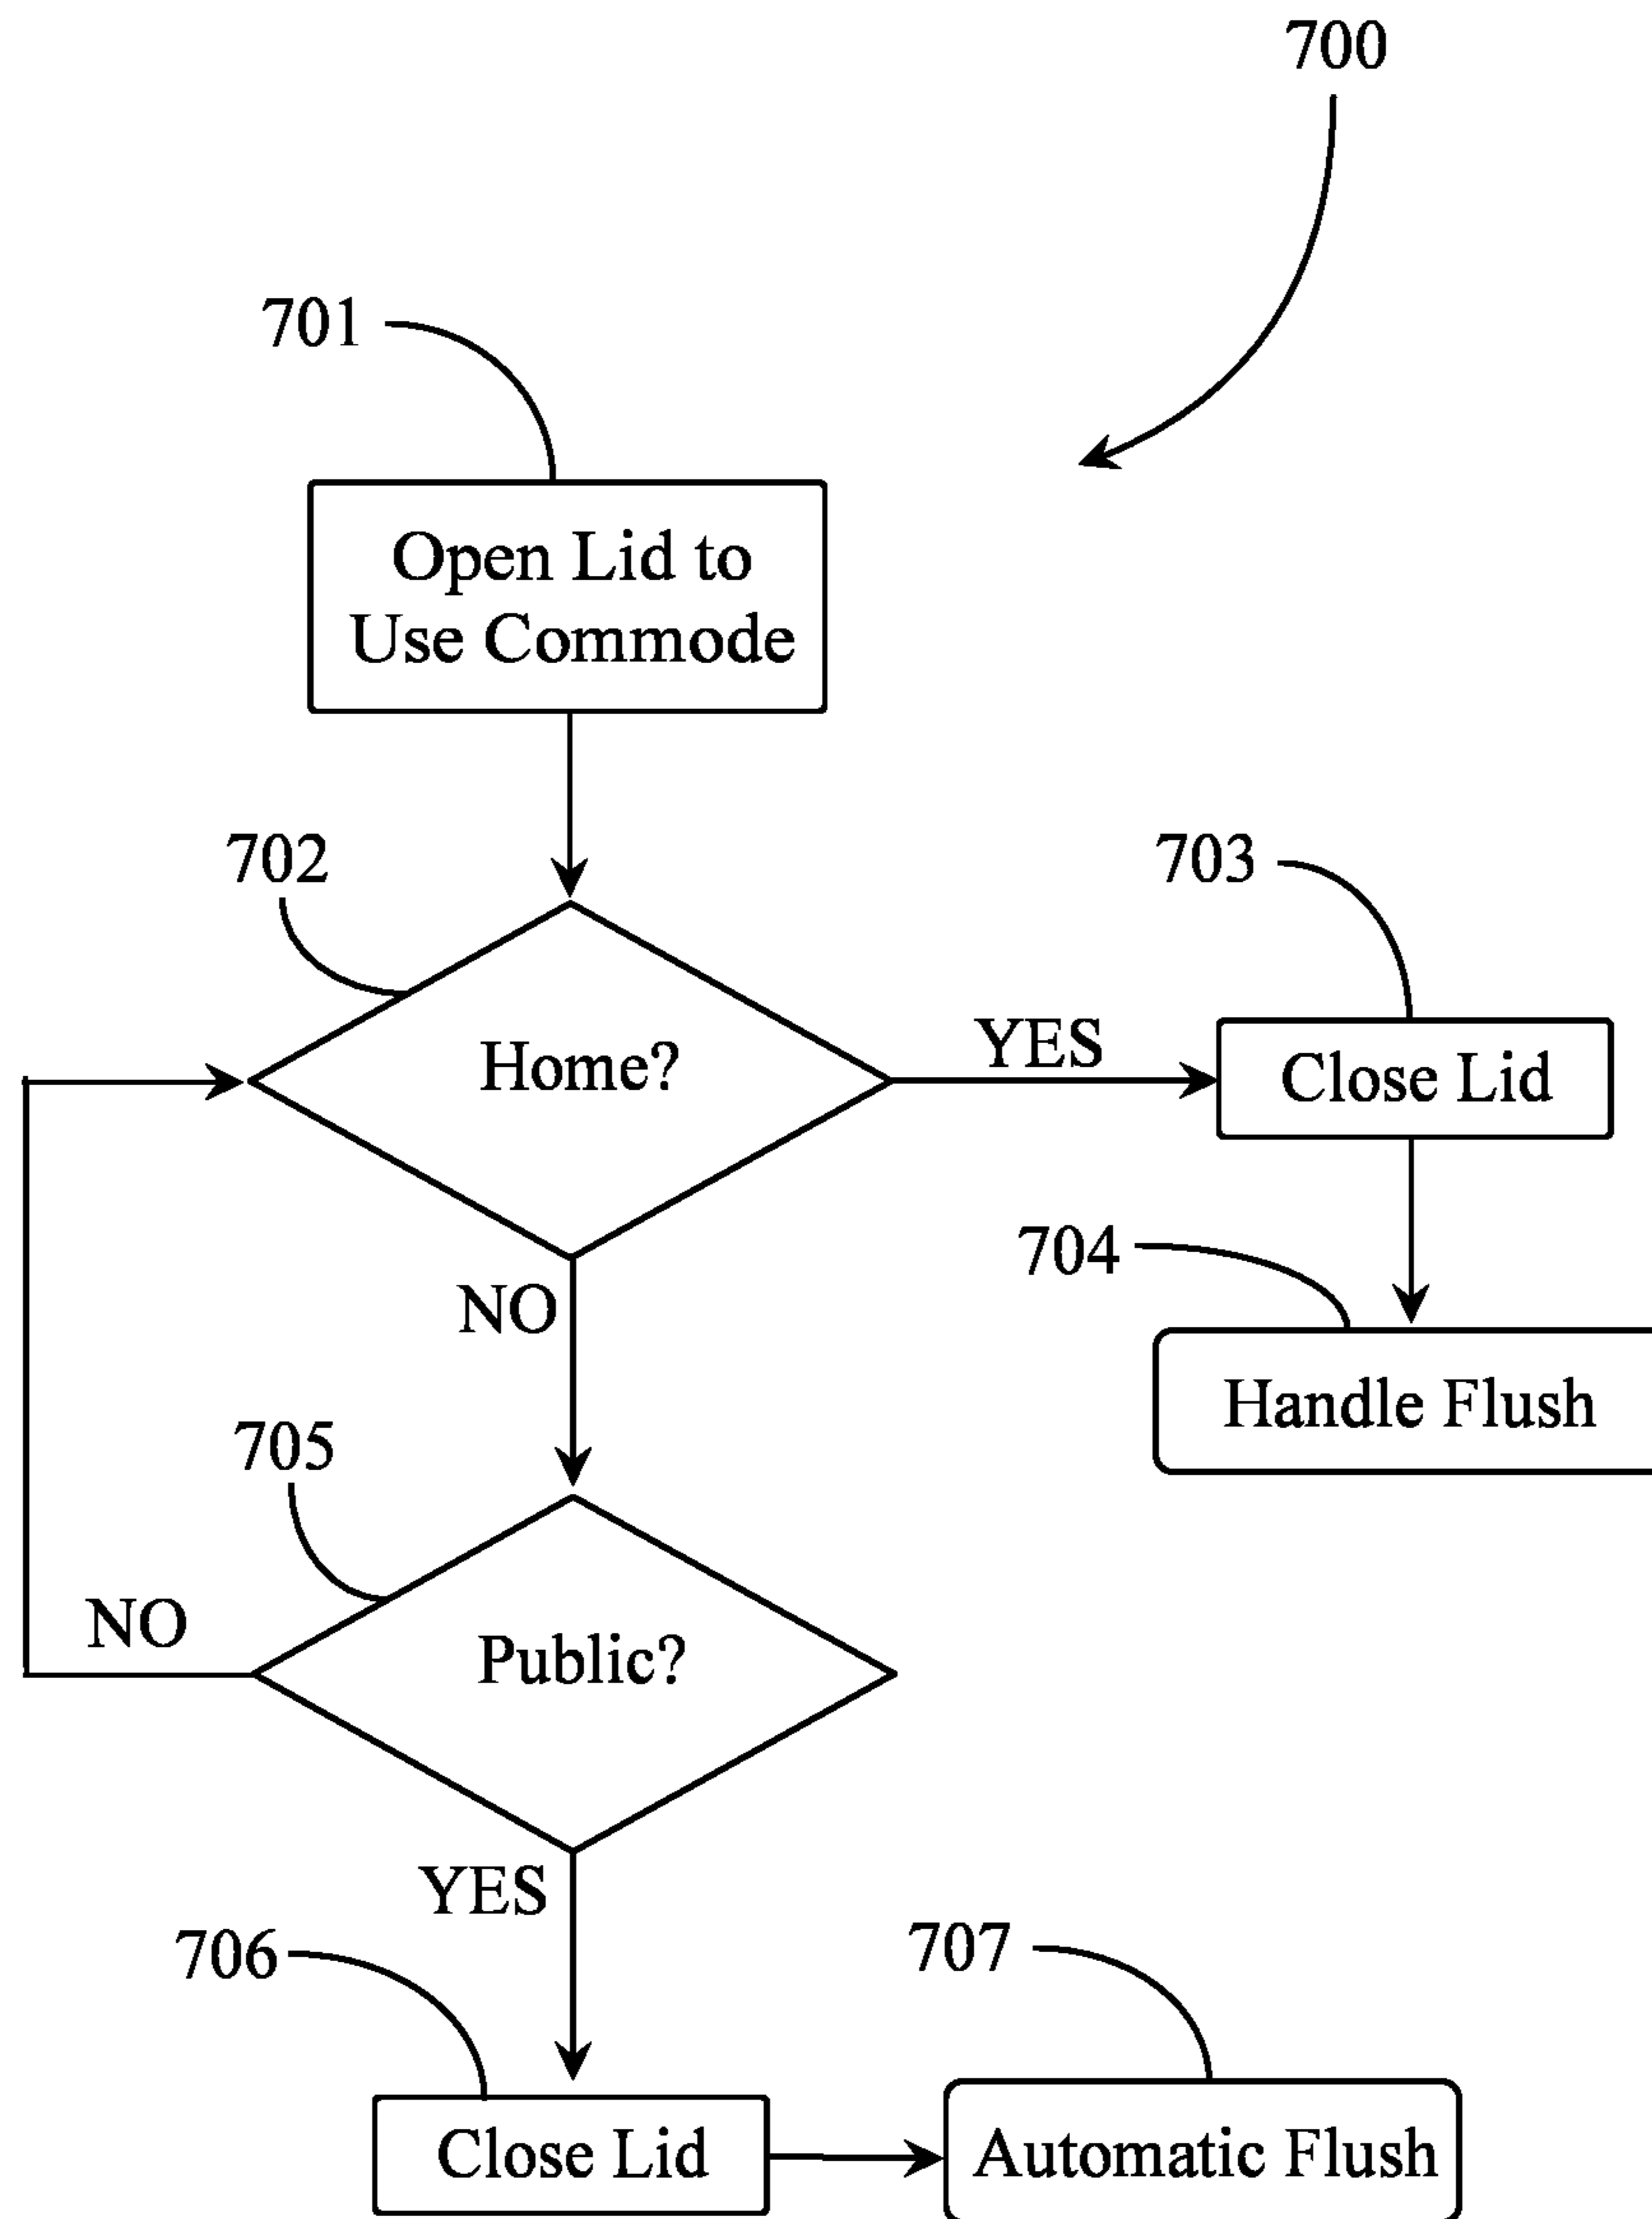 700
701
Open Lid to
Use Commode
702
703
Home?
YES
Close Lid
704
NO
Handle Flush
705
NO
Public?
YES
706
707
Close Lid
Automatic Flush